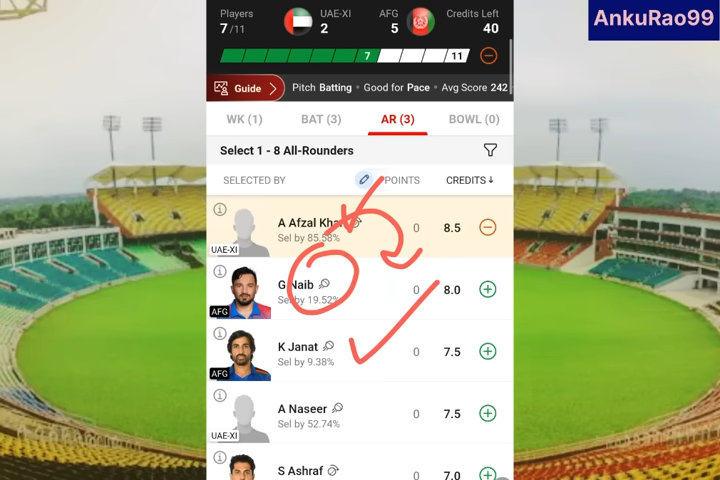 AnkuRao99
Players
UAE-XI
AFG
Credits Left
7/11
2
5
40
7
11
Guide
Pitch Batting • Good for Pace • Avg Score 242
WK (1)
BAT (3)
AR (3)
BOWL (0)
Select 1 - 8 All-Rounders
SELECTED BY
POINTS
CREDITS↓
A Afzal Kha
Sel by 85.58%
0
8.5
UAE-XI
G Naib
Sel by 19.52%
0
8.0
AFG
K Janat
Sel by 9.38%
0
7.5
AFG
A Naseer
Sel by 52.74%
0
7.5
UAE-XI
S Ashraf
0
7.0